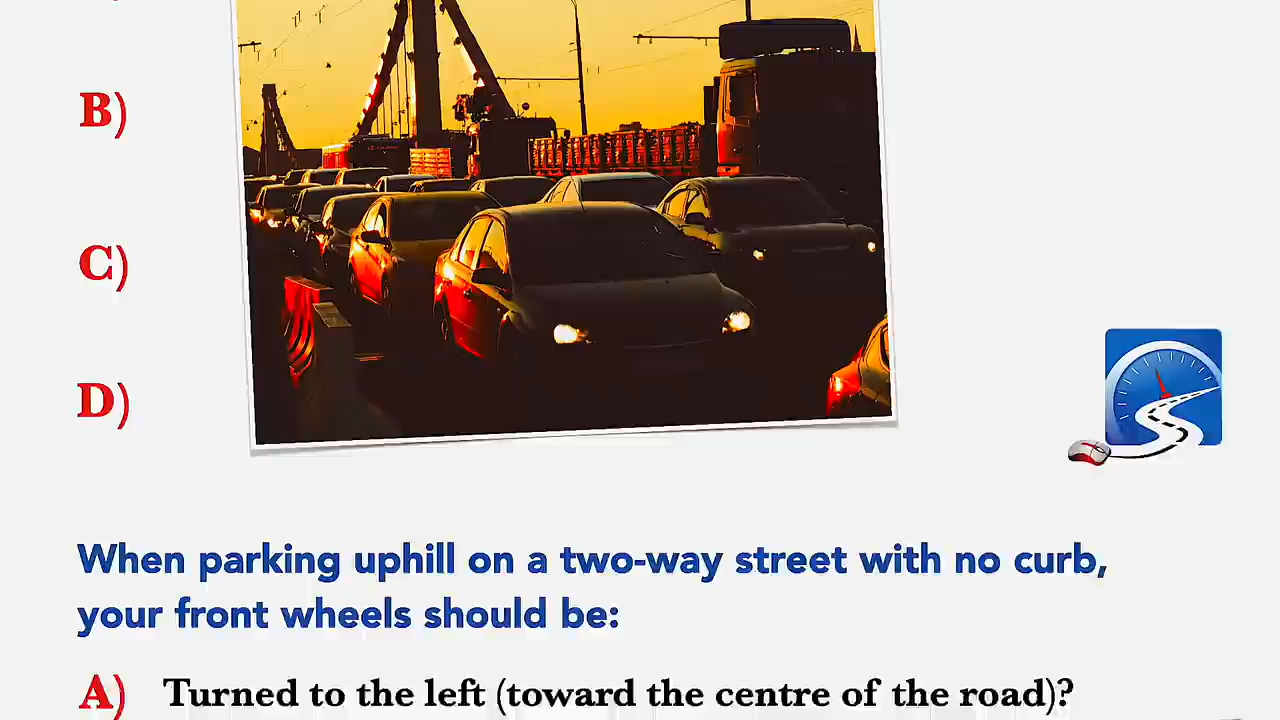 B)
C)
D)
When parking uphill on a two-way street with no curb,
your front wheels should be:
A) Turned to the left (toward the centre of the road)?